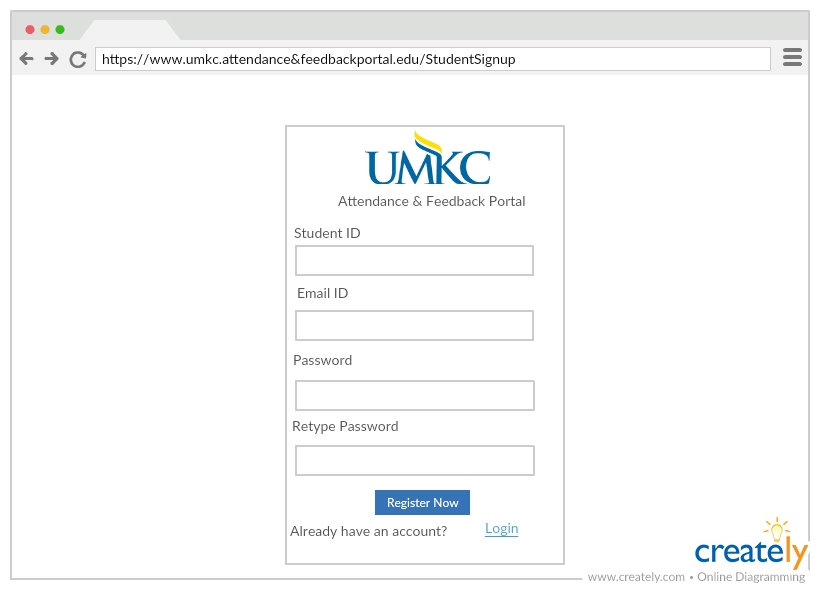 https://www.umkc.attendance&feedbackportal.edu/StudentSignup
UMKC
Attendance & Feedback Portal
Student ID
Email ID
Password
Retype Password
Register Now
Already have an account? Login
creately
www.creately.com • Online Diagramming